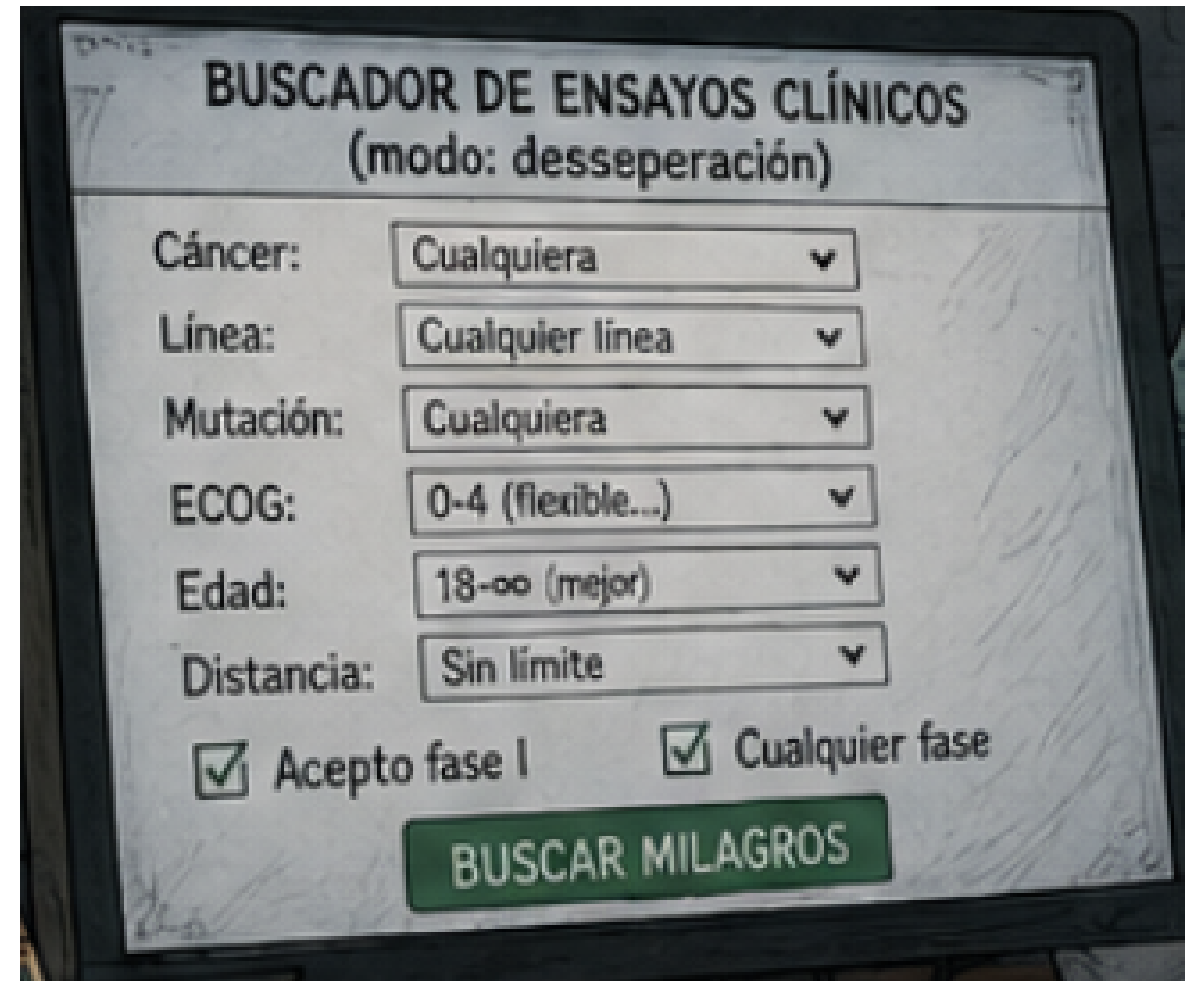 BUSCADOR DE ENSAYOS CLÍNICOS
(modo: desseperación)
Cáncer: Cualquiera
Línea: Cualquier línea
Mutación: Cualquiera
ECOG: 0-4 (flexible...)
Edad: 18-∞ (mejor)
Distancia: Sin límite
Acepto fase I Cualquier fase
BUSCAR MILAGROS